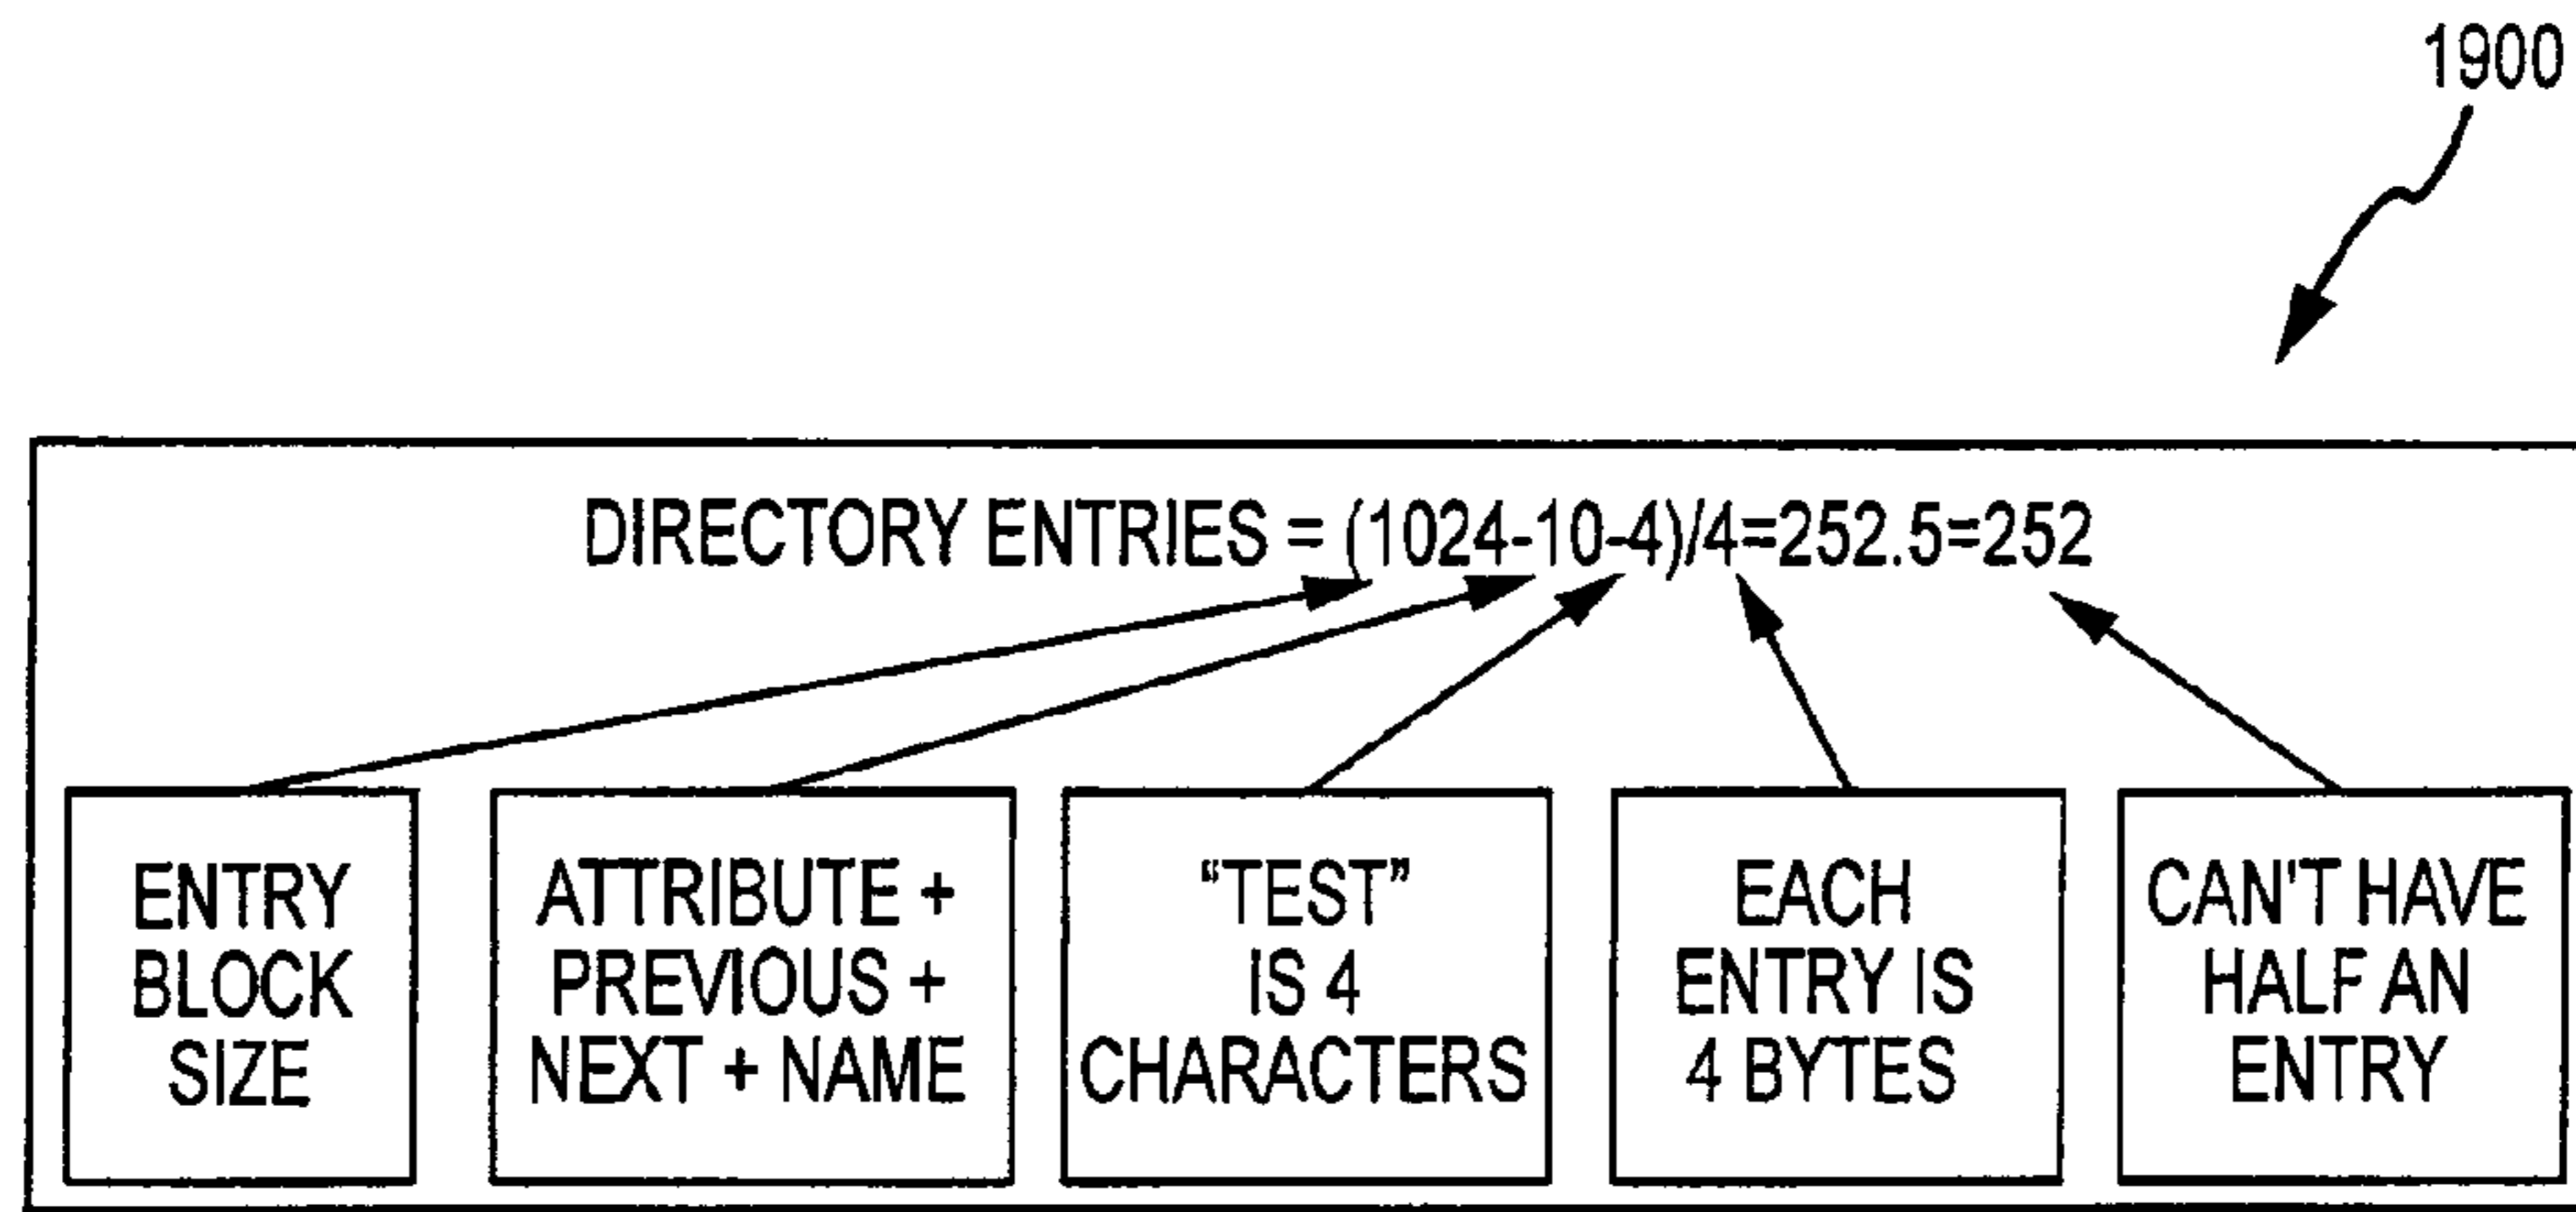 1900
DIRECTORY ENTRIES = (1024-10-4)/4=252.5=252
ENTRY
BLOCK
SIZE
ATTRIBUTE +
PREVIOUS +
NEXT + NAME
“TEST”
IS 4
CHARACTERS
EACH
ENTRY IS
4 BYTES
CAN'T HAVE
HALF AN
ENTRY